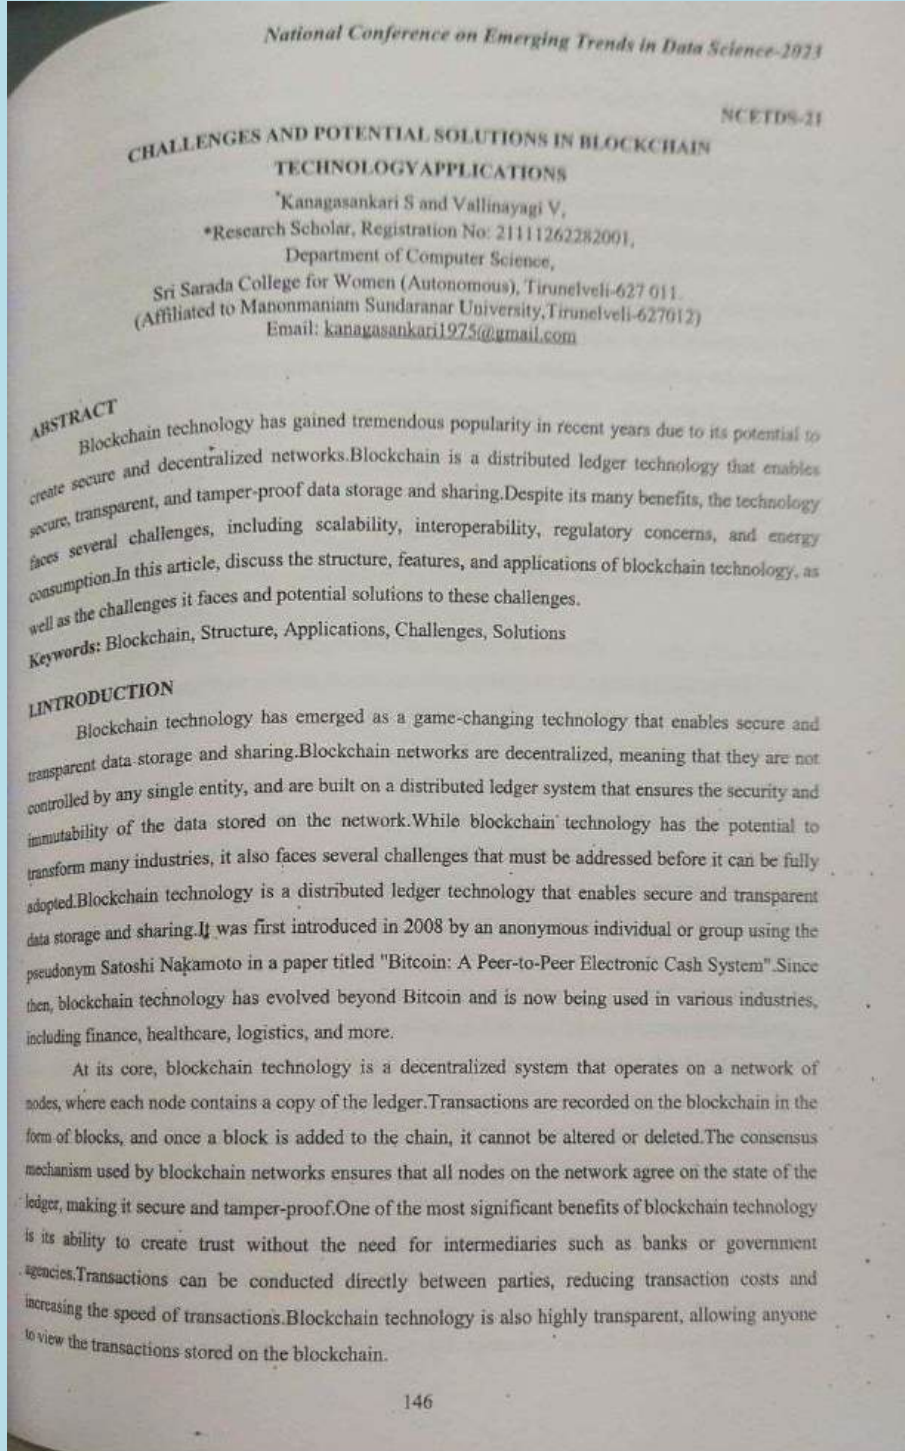 National Conference on Emerging Trends in Data Science-2023
NCETDS-21
CHALLENGES AND POTENTIAL SOLUTIONS IN BLOCKCHAIN
TECHNOLOGYAPPLICATIONS
*Kanagasankari S and Vallinayagi V,
*Research Scholar, Registration No: 21111262282001,
Department of Computer Science,
Sri Sarada College for Women (Autonomous), Tirunelveli-627 011.
(Affiliated to Manonmaniam Sundaranar University,Tirunelveli-627012)
Email: kanagasankari1975@gmail.com
ABSTRACT
Blockchain technology has gained tremendous popularity in recent years due to its potential to
create secure and decentralized networks.Blockchain is a distributed ledger technology that enables
secure, transparent, and tamper-proof data storage and sharing.Despite its many benefits, the technology
faces several challenges, including scalability, interoperability, regulatory concerns, and energy
consumption.In this article, discuss the structure, features, and applications of blockchain technology, as
well as the challenges it faces and potential solutions to these challenges.
Keywords: Blockchain, Structure, Applications, Challenges, Solutions
I.INTRODUCTION
Blockchain technology has emerged as a game-changing technology that enables secure and
transparent data storage and sharing.Blockchain networks are decentralized, meaning that they are not
controlled by any single entity, and are built on a distributed ledger system that ensures the security and
immutability of the data stored on the network.While blockchain technology has the potential to
transform many industries, it also faces several challenges that must be addressed before it can be fully
adopted.Blockchain technology is a distributed ledger technology that enables secure and transparent
data storage and sharing.It was first introduced in 2008 by an anonymous individual or group using the
pseudonym Satoshi Nakamoto in a paper titled "Bitcoin: A Peer-to-Peer Electronic Cash System".Since
then, blockchain technology has evolved beyond Bitcoin and is now being used in various industries,
including finance, healthcare, logistics, and more.
At its core, blockchain technology is a decentralized system that operates on a network of
nodes, where each node contains a copy of the ledger.Transactions are recorded on the blockchain in the
form of blocks, and once a block is added to the chain, it cannot be altered or deleted.The consensus
mechanism used by blockchain networks ensures that all nodes on the network agree on the state of the
ledger, making it secure and tamper-proof.One of the most significant benefits of blockchain technology
is its ability to create trust without the need for intermediaries such as banks or government
agencies.Transactions can be conducted directly between parties, reducing transaction costs and
increasing the speed of transactions.Blockchain technology is also highly transparent, allowing anyone
to view the transactions stored on the blockchain.
146